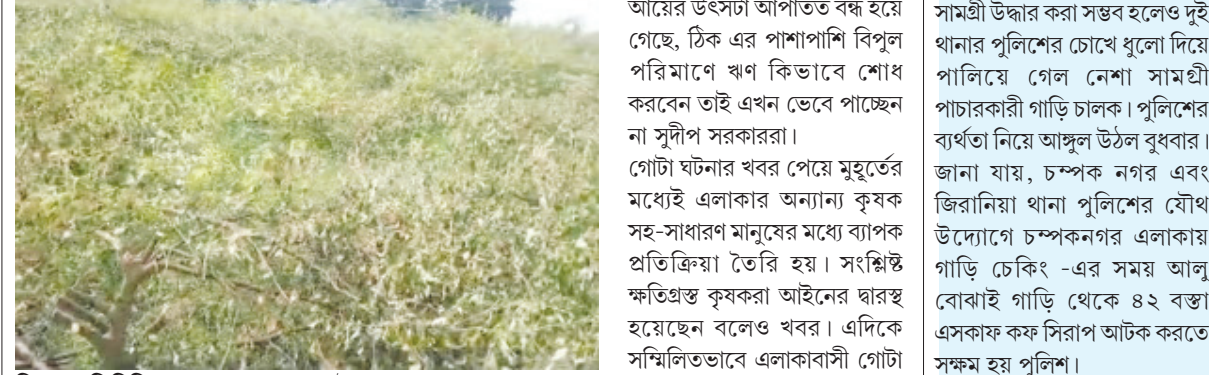 আয়ের উৎসটা আপাতত বন্ধ হয়ে
গেছে, ঠিক এর পাশাপাশি বিপুল
পরিমাণে ঋণ কিভাবে শোধ
করবেন তাই এখন ভেবে পাচ্ছেন
না সুদীপ সরকাররা।
গোটা ঘটনার খবর পেয়ে মুহূর্তের
মধ্যেই এলাকার অন্যান্য কৃষক
সহ-সাধারণ মানুষের মধ্যে ব্যাপক
প্রতিক্রিয়া তৈরি হয়। সংশ্লিষ্ট
ক্ষতিগ্রস্ত কৃষকরা আইনের দ্বারস্থ
হয়েছেন বলেও খবর। এদিকে
সম্মিলিতভাবে এলাকাবাসী গোটা
সামগ্রী উদ্ধার করা সম্ভব হলেও দুই
থানার পুলিশের চোখে ধুলো দিয়ে
পালিয়ে গেল নেশা সামগ্রী
পাচারকারী গাড়ি চালক। পুলিশের
ব্যর্থতা নিয়ে আঙ্গুল উঠল বুধবার।
জানা যায়, চম্পক নগর এবং
জিরানিয়া থানা পুলিশের যৌথ
উদ্যোগে চম্পকনগর এলাকায়
গাড়ি চেকিং -এর সময় আলু
বোঝাই গাড়ি থেকে ৪২ বস্তা
এসকাফ কফ সিরাপ আটক করতে
সক্ষম হয় পুলিশ।